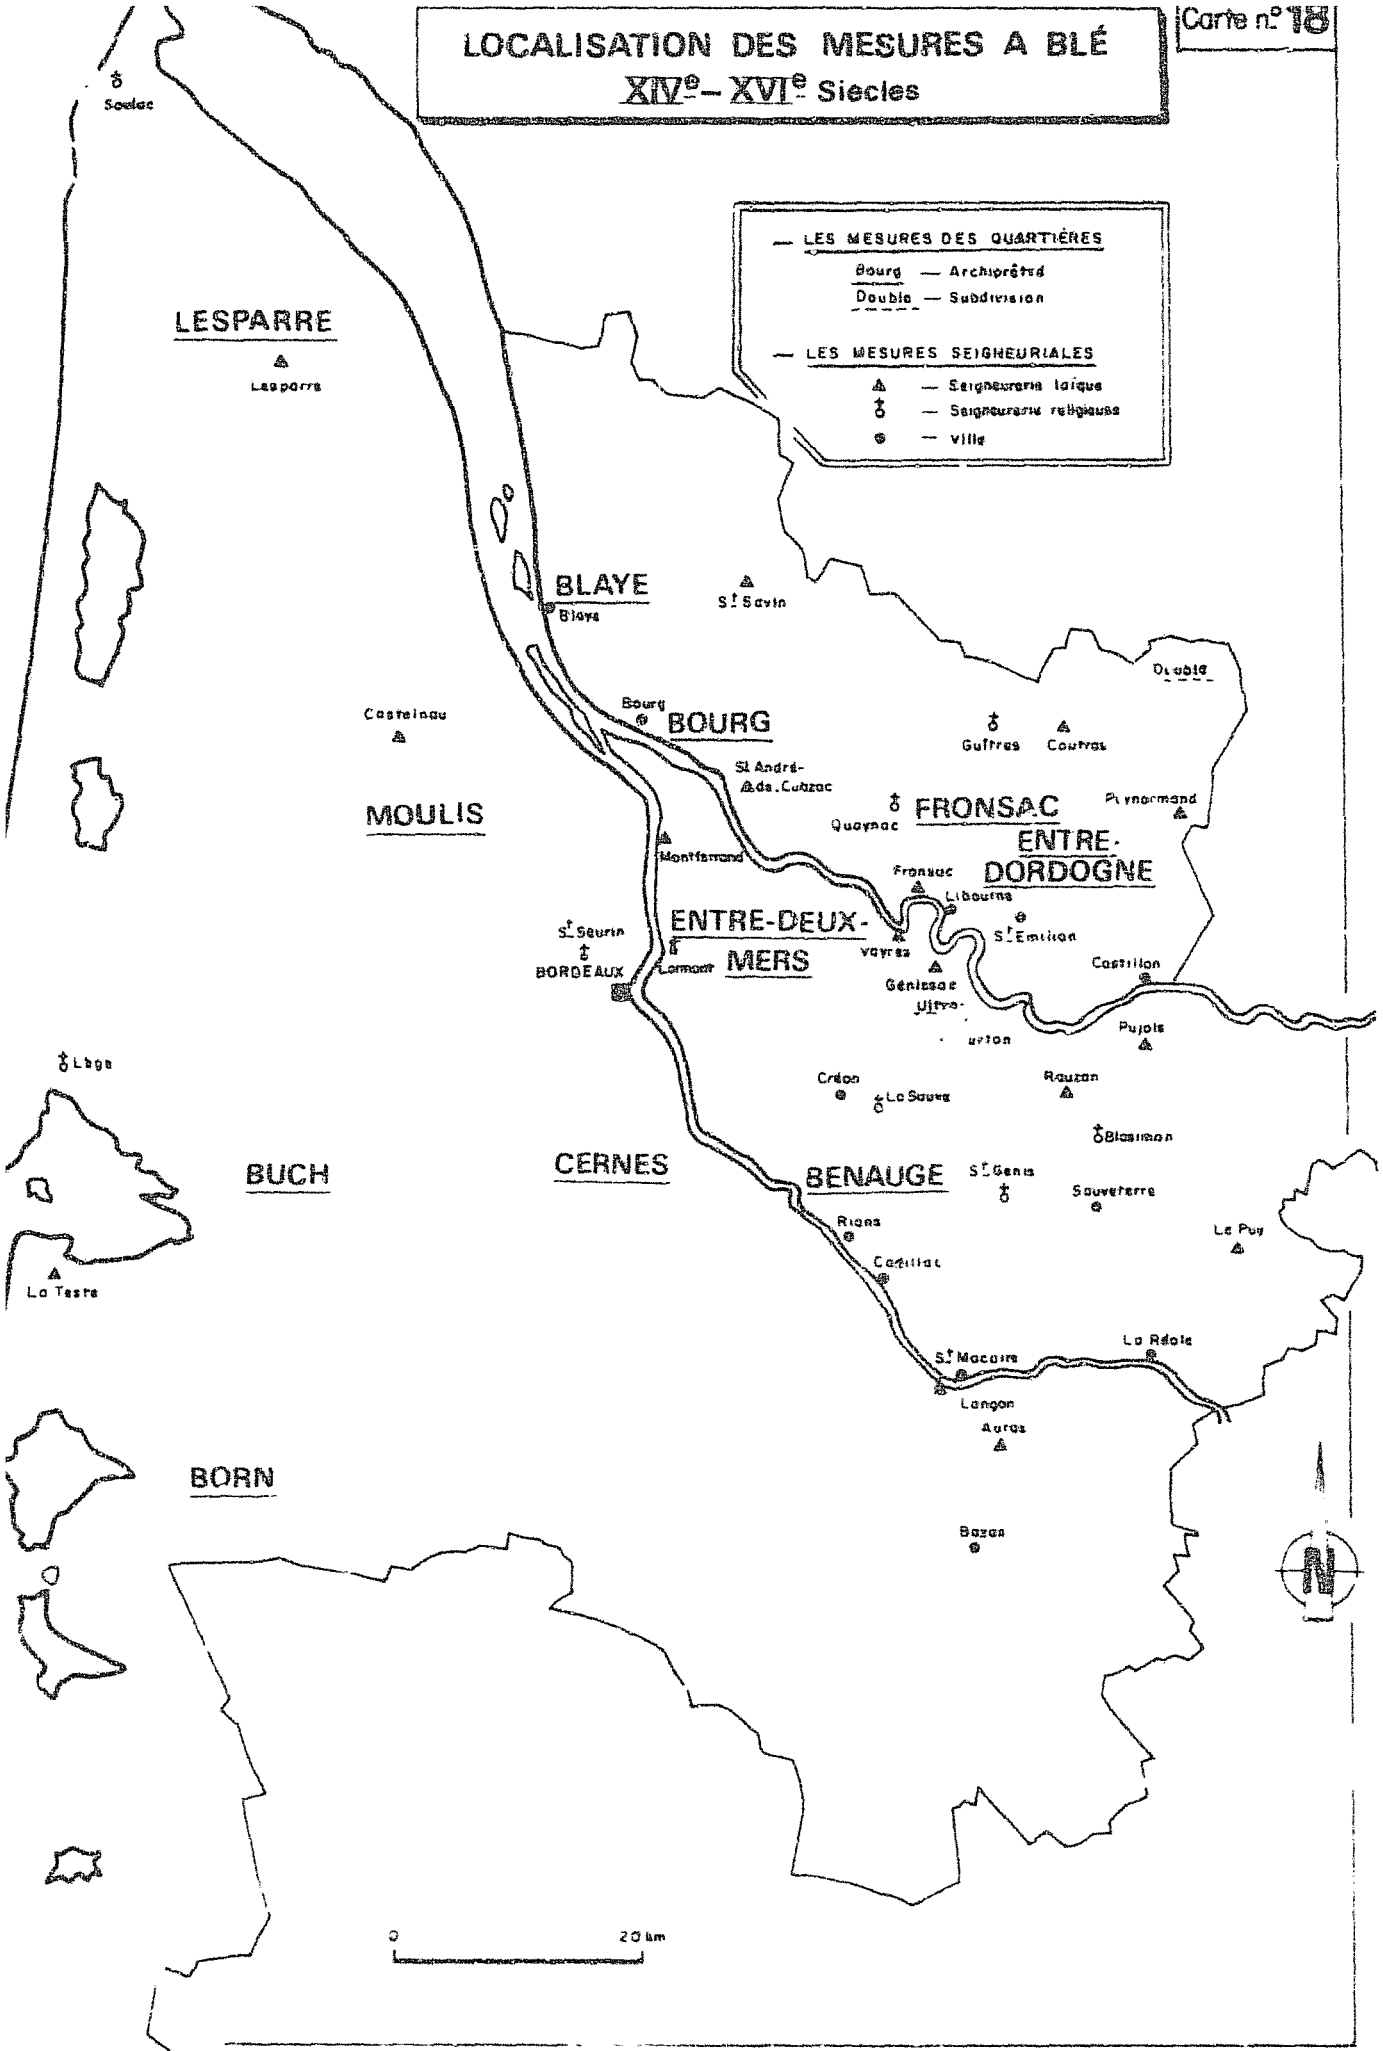 LOCALISATION DES MESURES A BLÉ
XIVe – XVIe Siècles
Carte n° 18
— LES MESURES DES QUARTIÈRES
Bourg — Archiprêtré
Double — Subdivision
— LES MESURES SEIGNEURIALES
— Seigneurerie laïque
— Seigneurerie religieuse
— Ville
Soulac
LESPARRE
Lesparre
BLAYE
Blaye
St Savin
Double
Castelnau
Bourg
BOURG
Guîtres
Coutras
St André-
de.Cubzac
MOULIS
FRONSAC
Puynormand
ENTRE-
DORDOGNE
Montferrand
Fronsac
Libourne
St Seurin
ENTRE-DEUX-
MERS
St Emilion
Vayres
BORDEAUX
Lormont
Castillon
Génissac
Ultra-
Pujols
Lège
Créon
La Sauve
Rauzan
Blasimon
BUCH
CERNES
BENAUGE
St Genis
Sauveterre
Rions
Le Puy
Cadillac
La Teste
La Réole
St Macaire
Langon
Auros
BORN
Bazas
N
0 20 km